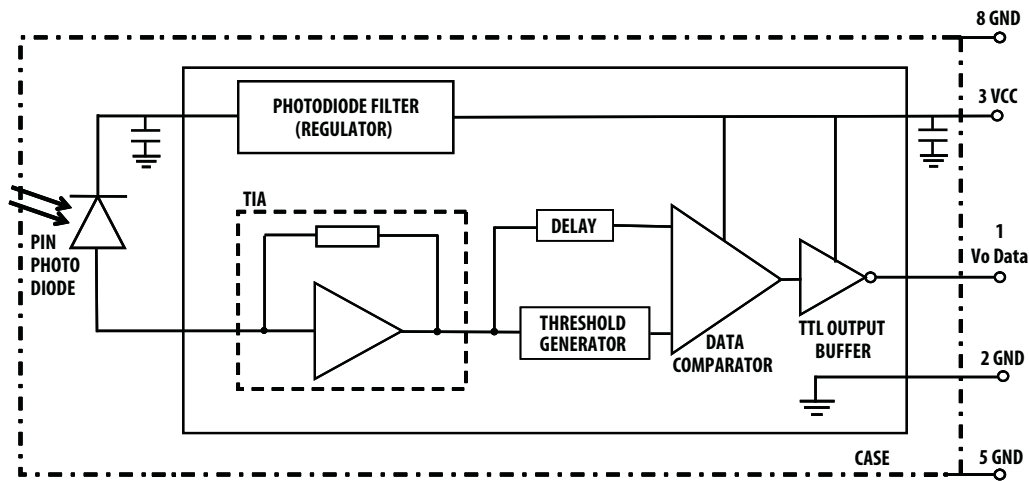 8 GND
3 VCC
PHOTODIODE FILTER
(REGULATOR)
TIA
DELAY
1
Vo Data
PIN
PHOTO
DIODE
THRESHOLD
GENERATOR
DATA
COMPARATOR
TTL OUTPUT
BUFFER
2 GND
CASE
5 GND